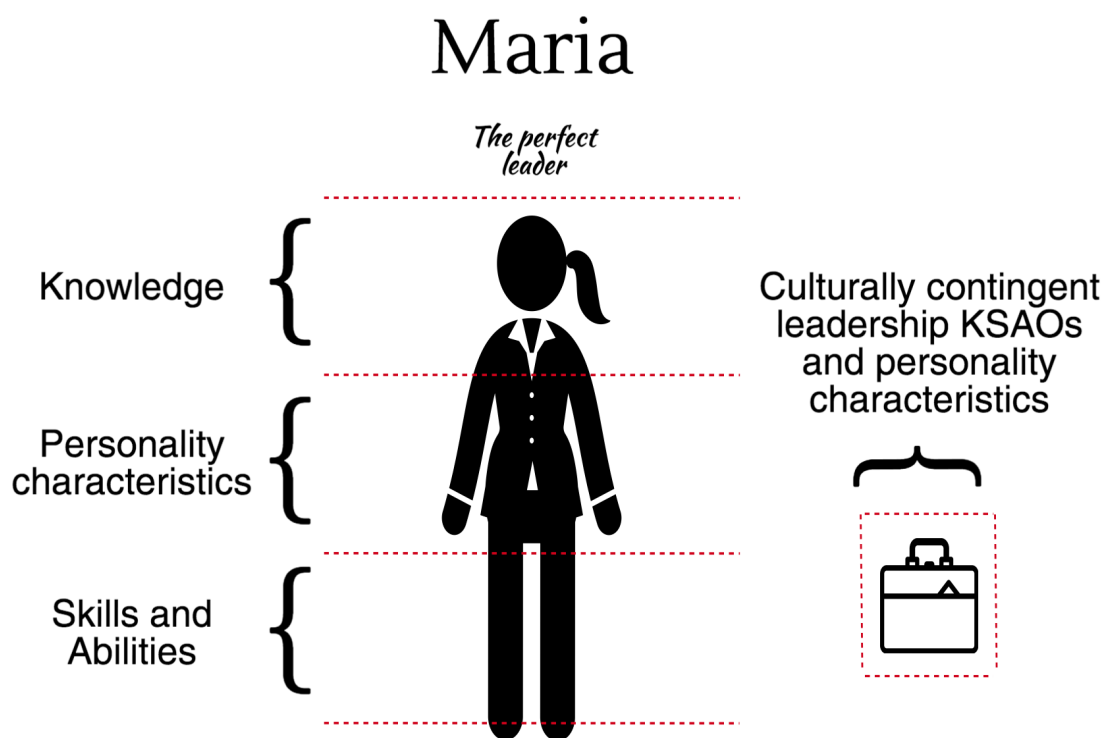 Maria
The perfect
leader
Knowledge
Personality
characteristics
Skills and
Abilities
Culturally contingent
leadership KSAOs
and personality
characteristics